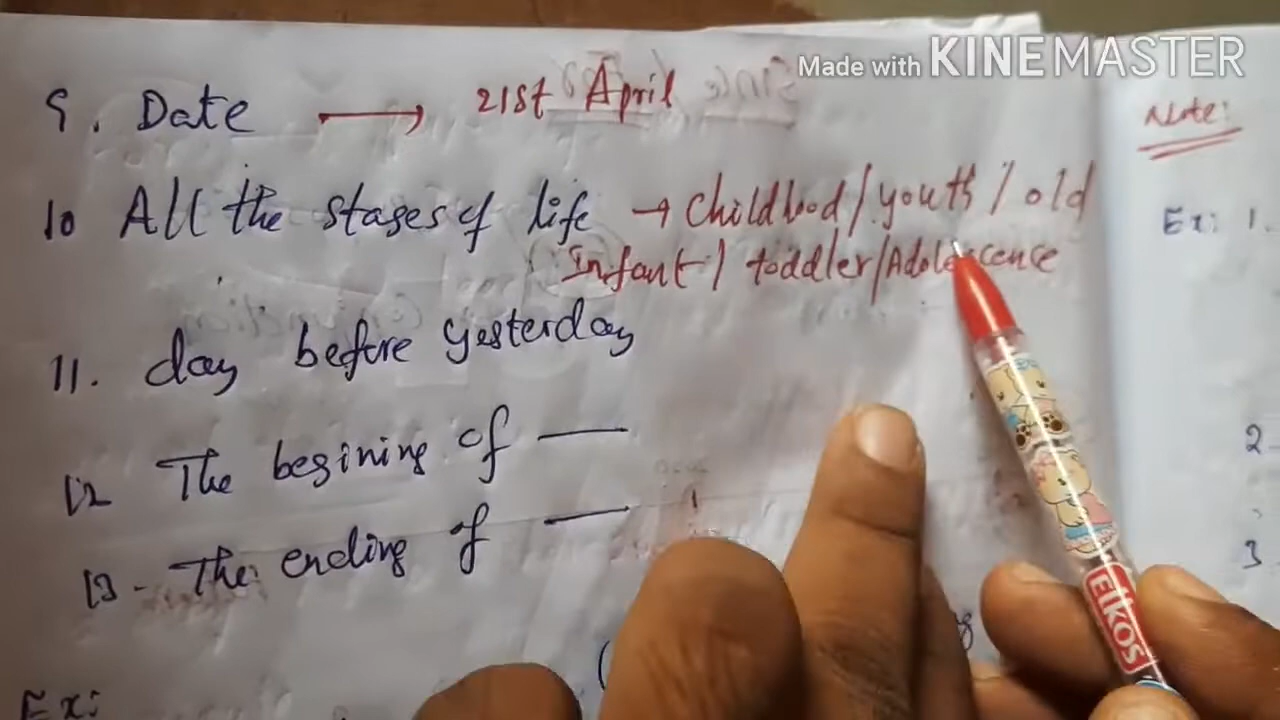 Made with KINEMASTER
9. Date → 21st April
10 All the stages of life → childhood / youth / old
Infant / toddler / Adolescence
11. day before yesterday
12 The begining of —
13 - The ending of —
Ex:
Note:
Ex: 1.
2
3
Elkos